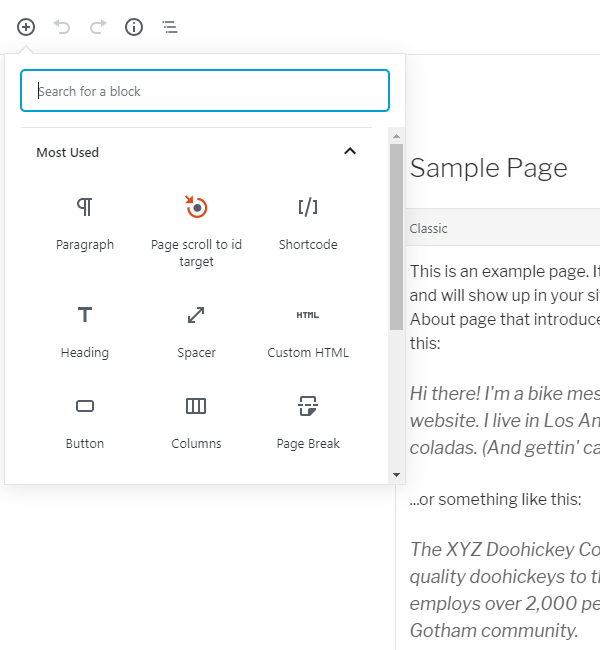 Search for a block
Most Used
Paragraph
Page scroll to id
target
Shortcode
Heading
Spacer
HTML
Custom HTML
Button
Columns
Page Break
Sample Page
Classic
This is an example page. It
and will show up in your si
About page that introduce
this:
Hi there! I'm a bike mes
website. I live in Los An
coladas. (And gettin' ca
...or something like this:
The XYZ Doohickey Co
quality doohickeys to th
employs over 2,000 pe
Gotham community.